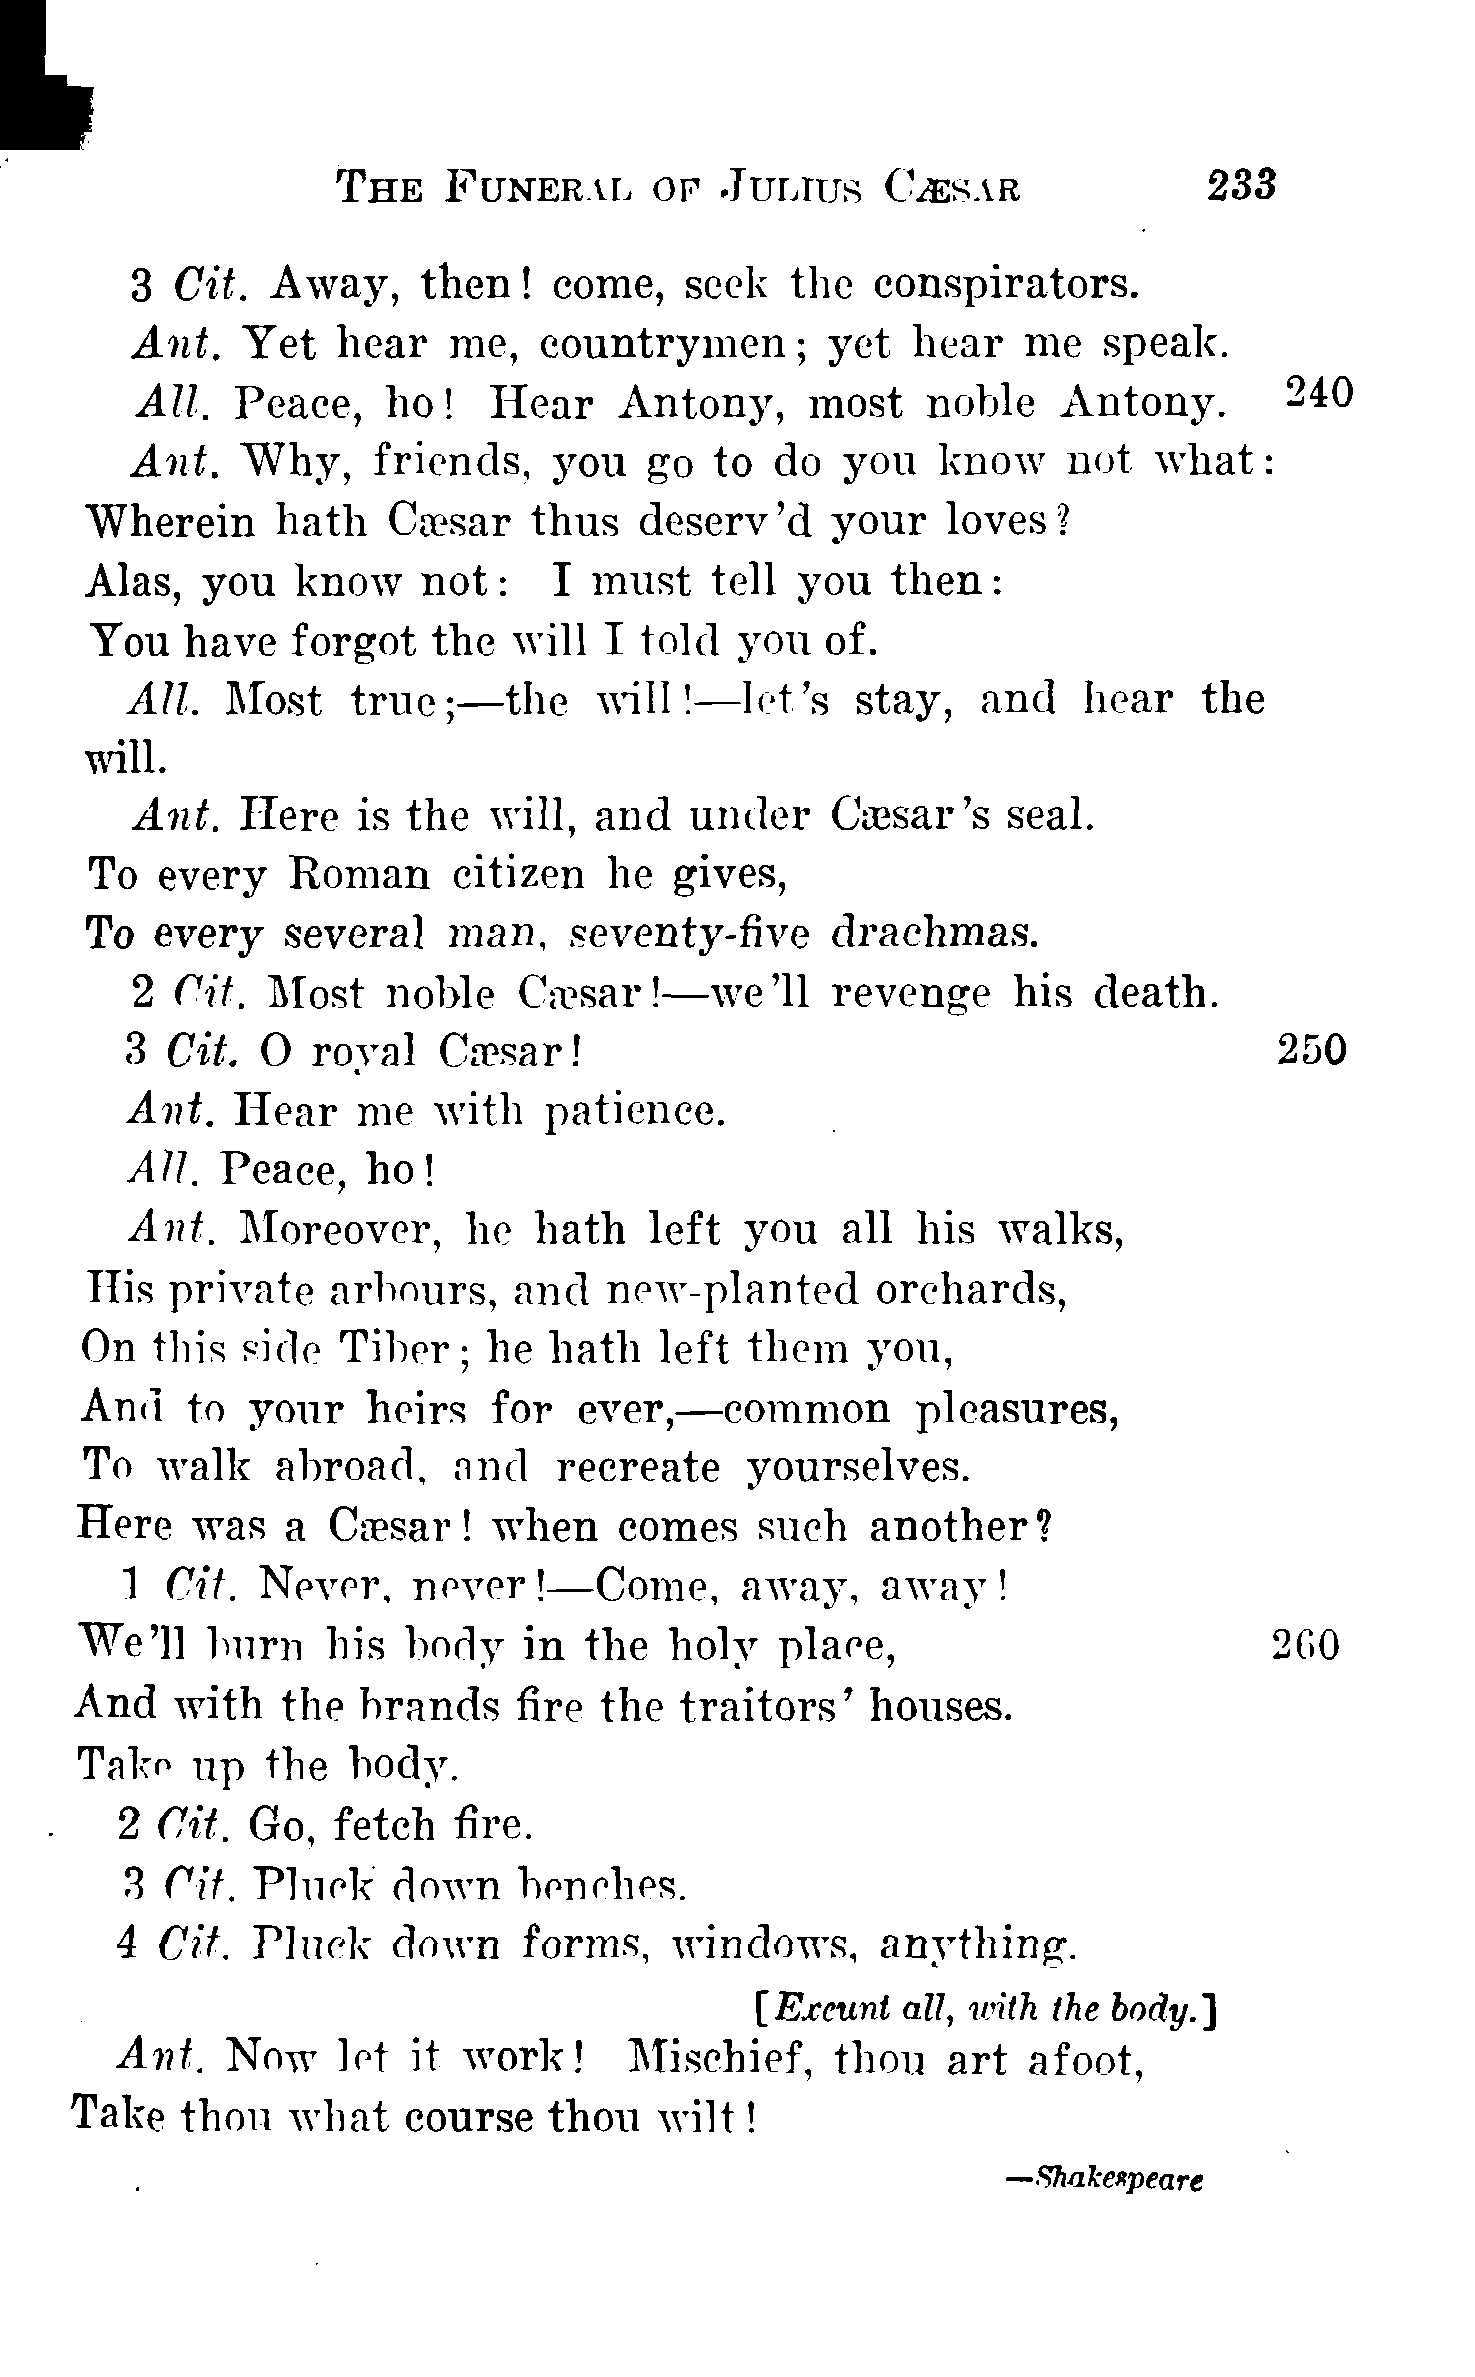 THE FUNERAL OF JULIUS CÆSAR 233
3 Cit. Away, then! come, seek the conspirators.
Ant. Yet hear me, countrymen; yet hear me speak.
All. Peace, ho! Hear Antony, most noble Antony. 240
Ant. Why, friends, you go to do you know not what:
Wherein hath Cæsar thus deserv'd your loves?
Alas, you know not: I must tell you then:
You have forgot the will I told you of.
All. Most true;—the will!—let's stay, and hear the
will.
Ant. Here is the will, and under Cæsar's seal.
To every Roman citizen he gives,
To every several man, seventy-five drachmas.
2 Cit. Most noble Cæsar!—we'll revenge his death.
3 Cit. O royal Cæsar! 250
Ant. Hear me with patience.
All. Peace, ho!
Ant. Moreover, he hath left you all his walks,
His private arbours, and new-planted orchards,
On this side Tiber; he hath left them you,
And to your heirs for ever,—common pleasures,
To walk abroad, and recreate yourselves.
Here was a Cæsar! when comes such another?
1 Cit. Never, never!—Come, away, away!
We'll burn his body in the holy place, 260
And with the brands fire the traitors' houses.
Take up the body.
2 Cit. Go, fetch fire.
3 Cit. Pluck down benches.
4 Cit. Pluck down forms, windows, anything.
[Exeunt all, with the body.]
Ant. Now let it work! Mischief, thou art afoot,
Take thou what course thou wilt!
—Shakespeare